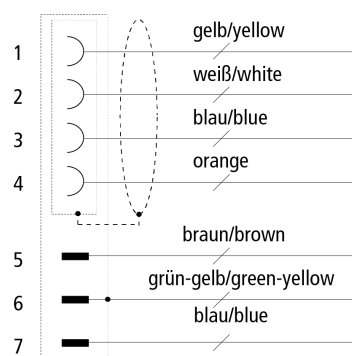 1 gelb/yellow
2 weiß/white
3 blau/blue
4 orange
5 braun/brown
6 grün-gelb/green-yellow
7 blau/blue